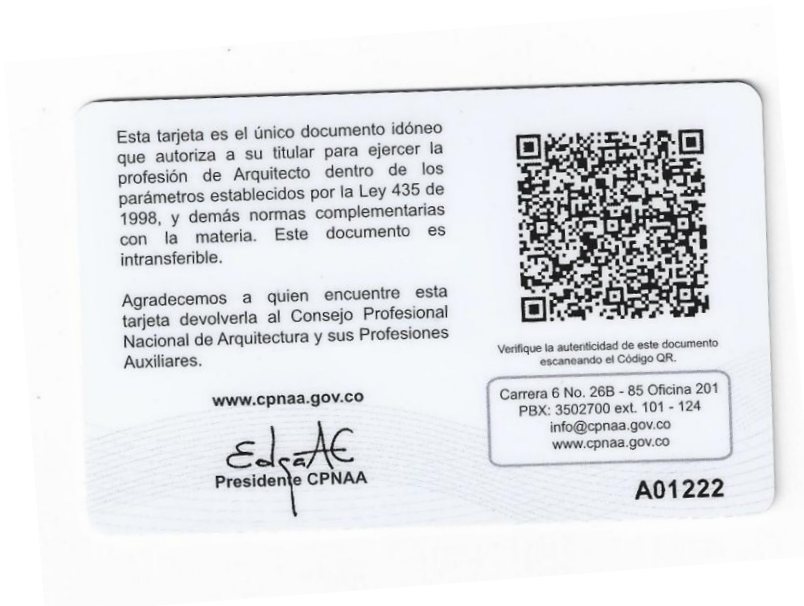 Esta tarjeta es el único documento idóneo
que autoriza a su titular para ejercer la
profesión de Arquitecto dentro de los
parámetros establecidos por la Ley 435 de
1998, y demás normas complementarias
con la materia. Este documento es
intransferible.
Agradecemos a quien encuentre esta
tarjeta devolverla al Consejo Profesional
Nacional de Arquitectura y sus Profesiones
Auxiliares.
www.cpnaa.gov.co
Presidente CPNAA
Verifique la autenticidad de este documento
escaneando el Código QR.
Carrera 6 No. 26B - 85 Oficina 201
PBX: 3502700 ext. 101 - 124
info@cpnaa.gov.co
www.cpnaa.gov.co
A01222